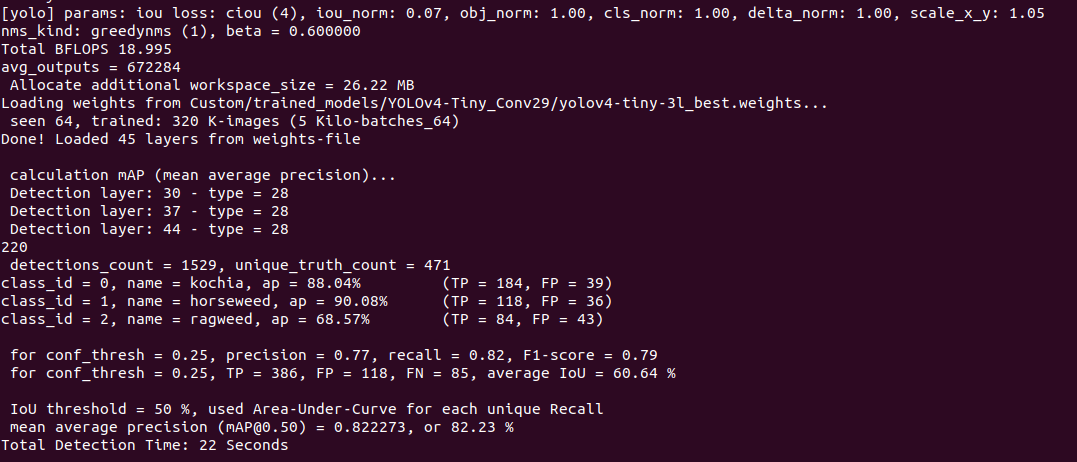 [yolo] params: iou loss: ciou (4), iou_norm: 0.07, obj_norm: 1.00, cls_norm: 1.00, delta_norm: 1.00, scale_x_y: 1.05
nms_kind: greedynms (1), beta = 0.600000
Total BFLOPS 18.995
avg_outputs = 672284
Allocate additional workspace_size = 26.22 MB
Loading weights from Custom/trained_models/YOLOv4-Tiny_Conv29/yolov4-tiny-3l_best.weights...
seen 64, trained: 320 K-images (5 Kilo-batches_64)
Done! Loaded 45 layers from weights-file
calculation mAP (mean average precision)...
Detection layer: 30 - type = 28
Detection layer: 37 - type = 28
Detection layer: 44 - type = 28
220
detections_count = 1529, unique_truth_count = 471
class_id = 0, name = kochia, ap = 88.04% (TP = 184, FP = 39)
class_id = 1, name = horseweed, ap = 90.08% (TP = 118, FP = 36)
class_id = 2, name = ragweed, ap = 68.57% (TP = 84, FP = 43)
for conf_thresh = 0.25, precision = 0.77, recall = 0.82, F1-score = 0.79
for conf_thresh = 0.25, TP = 386, FP = 118, FN = 85, average IoU = 60.64 %
IoU threshold = 50 %, used Area-Under-Curve for each unique Recall
mean average precision (mAP@0.50) = 0.822273, or 82.23 %
Total Detection Time: 22 Seconds